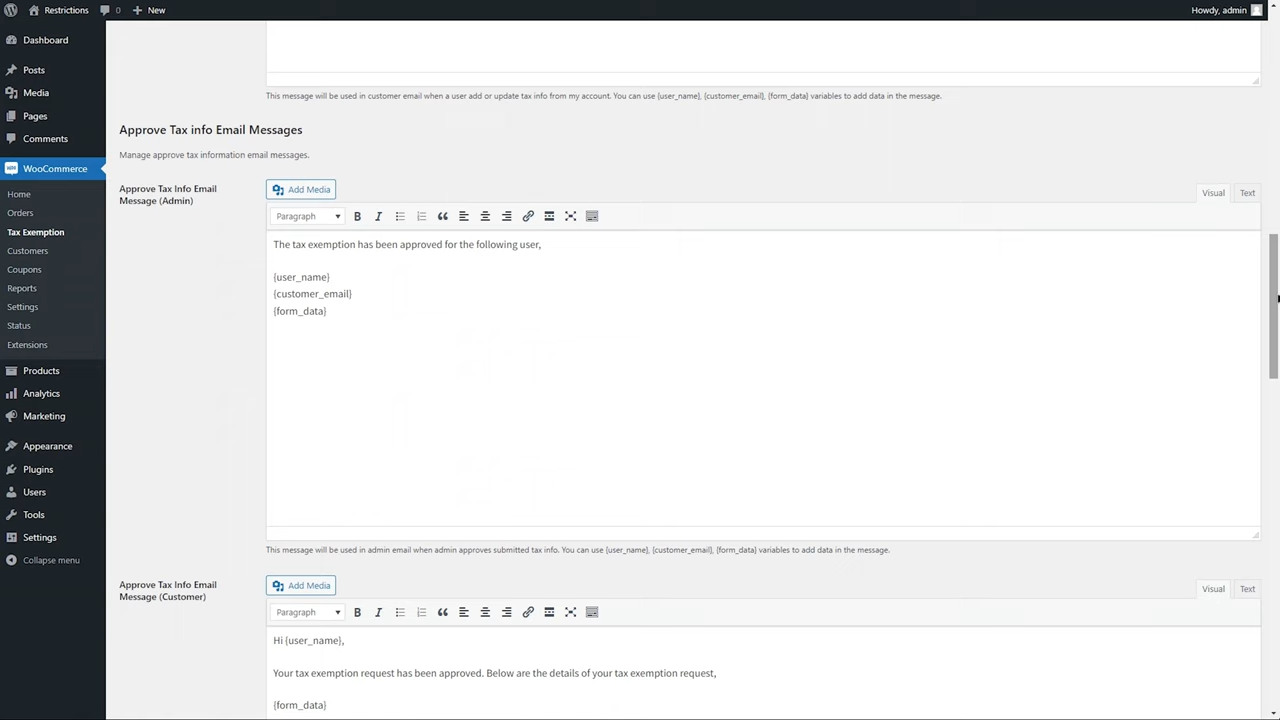 Restrictions
0
New
Howdy, admin
Dashboard
Posts
Media
Pages
Comments
WooCommerce
Home
Orders
Tax Exemption
Customers
Coupons
Reports
Settings
Status
Extensions
Products
Analytics
Marketing
Appearance
Plugins
Users
Tools
Settings
Collapse menu
This message will be used in customer email when a user add or update tax info from my account. You can use {user_name}, {customer_email}, {form_data} variables to add data in the message.
Approve Tax info Email Messages
Manage approve tax information email messages.
Approve Tax Info Email
Message (Admin)
Add Media
Visual
Text
Paragraph
The tax exemption has been approved for the following user,
{user_name}
{customer_email}
{form_data}
This message will be used in admin email when admin approves submitted tax info. You can use {user_name}, {customer_email}, {form_data} variables to add data in the message.
Approve Tax Info Email
Message (Customer)
Add Media
Visual
Text
Paragraph
Hi {user_name},
Your tax exemption request has been approved. Below are the details of your tax exemption request,
{form_data}